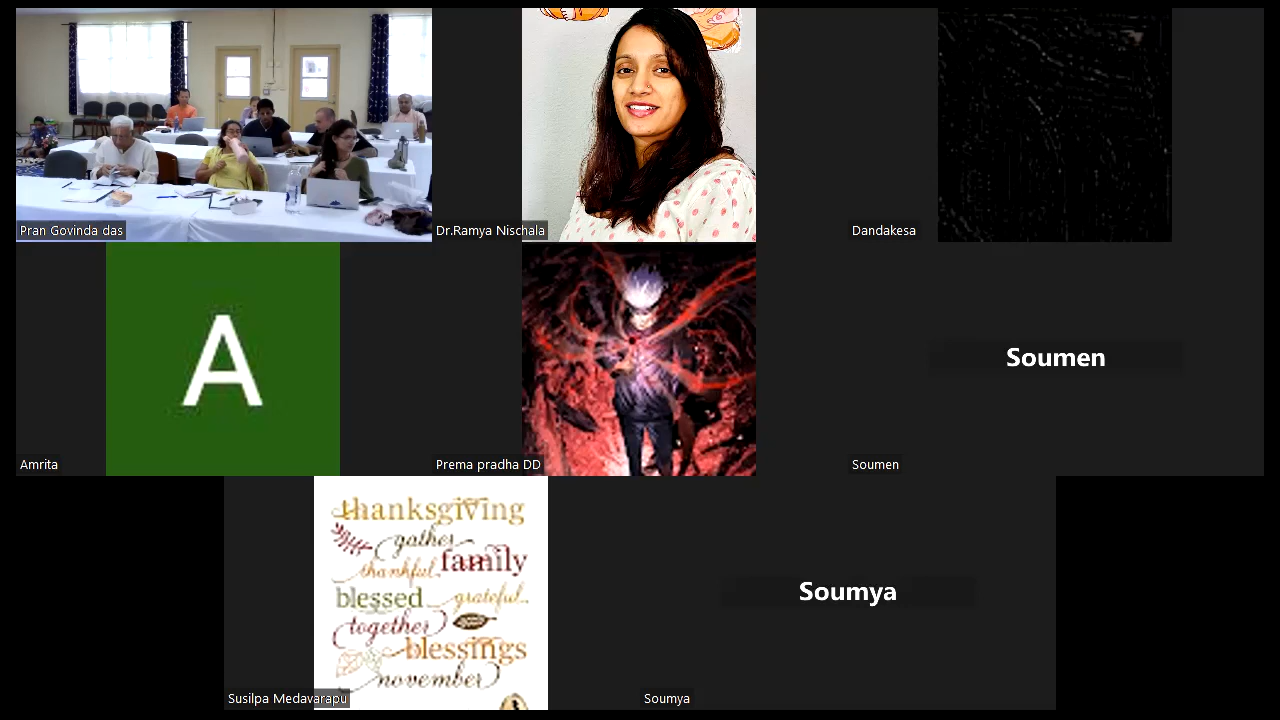 Pran Govinda das
Dr.Ramya Nischala
Dandakesa
A
Amrita
Prema pradha DD
Soumen
Soumen
thanksgiving
gather
family
thankful
blessed
grateful..
together
blessings
november
Susilpa Medavarapu
Soumya
Soumya